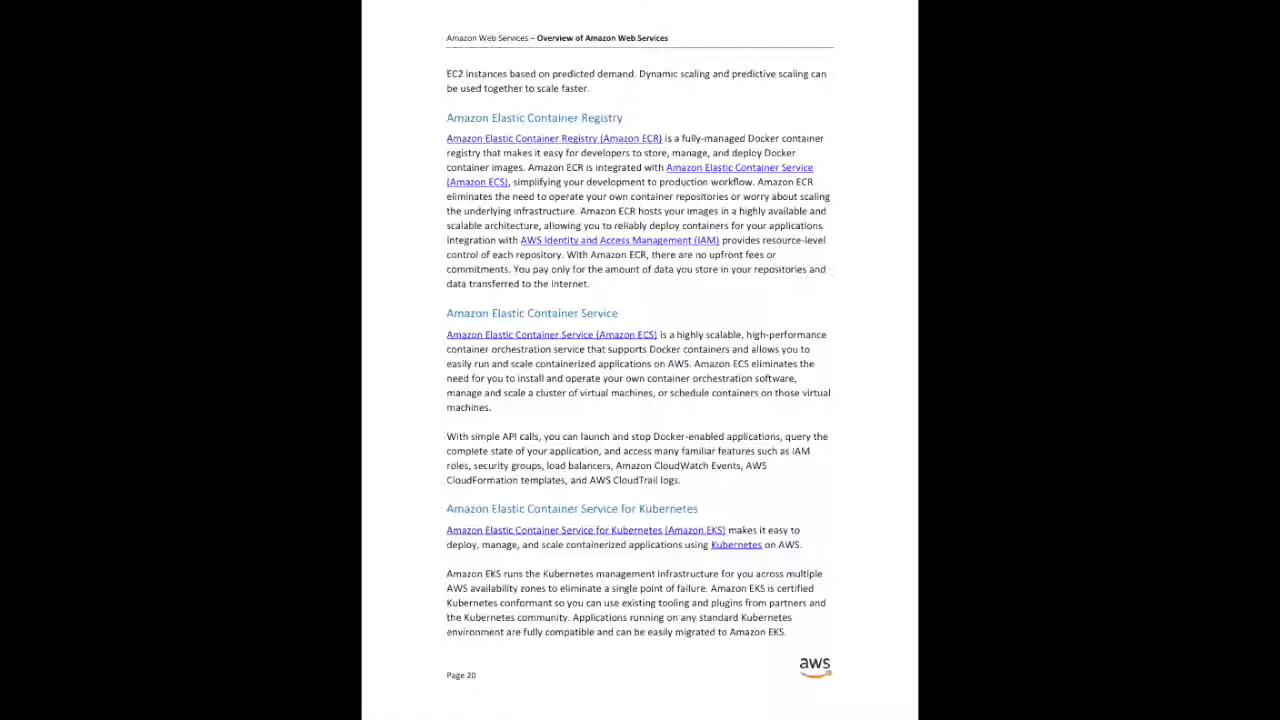 Amazon Web Services – Overview of Amazon Web Services
EC2 instances based on predicted demand. Dynamic scaling and predictive scaling can
be used together to scale faster.
Amazon Elastic Container Registry
Amazon Elastic Container Registry (Amazon ECR) is a fully-managed Docker container
registry that makes it easy for developers to store, manage, and deploy Docker
container images. Amazon ECR is integrated with Amazon Elastic Container Service
(Amazon ECS), simplifying your development to production workflow. Amazon ECR
eliminates the need to operate your own container repositories or worry about scaling
the underlying infrastructure. Amazon ECR hosts your images in a highly available and
scalable architecture, allowing you to reliably deploy containers for your applications.
Integration with AWS Identity and Access Management (IAM) provides resource-level
control of each repository. With Amazon ECR, there are no upfront fees or
commitments. You pay only for the amount of data you store in your repositories and
data transferred to the Internet.
Amazon Elastic Container Service
Amazon Elastic Container Service (Amazon ECS) is a highly scalable, high-performance
container orchestration service that supports Docker containers and allows you to
easily run and scale containerized applications on AWS. Amazon ECS eliminates the
need for you to install and operate your own container orchestration software,
manage and scale a cluster of virtual machines, or schedule containers on those virtual
machines.
With simple API calls, you can launch and stop Docker-enabled applications, query the
complete state of your application, and access many familiar features such as IAM
roles, security groups, load balancers, Amazon CloudWatch Events, AWS
CloudFormation templates, and AWS CloudTrail logs.
Amazon Elastic Container Service for Kubernetes
Amazon Elastic Container Service for Kubernetes (Amazon EKS) makes it easy to
deploy, manage, and scale containerized applications using Kubernetes on AWS.
Amazon EKS runs the Kubernetes management infrastructure for you across multiple
AWS availability zones to eliminate a single point of failure. Amazon EKS is certified
Kubernetes conformant so you can use existing tooling and plugins from partners and
the Kubernetes community. Applications running on any standard Kubernetes
environment are fully compatible and can be easily migrated to Amazon EKS.
aws
Page 20